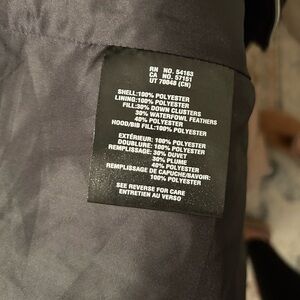 RN NO. 54163
CA NO. 57151
UT 70048 (CN)
SHELL:100% POLYESTER
LINING:100% POLYESTER
FILL:30% DOWN CLUSTERS
30% WATERFOWL FEATHERS
40% POLYESTER
HOOD/BIB FILL:100% POLYESTER
EXTÉRIEUR: 100% POLYESTER
DOUBLURE: 100% POLYESTER
REMPLISSAGE: 30% DUVET
30% PLUME
40% POLYESTER
REMPLISSAGE DE CAPUCHE/BAVOIR:
100% POLYESTER
SEE REVERSE FOR CARE
ENTRETIEN AU VERSO